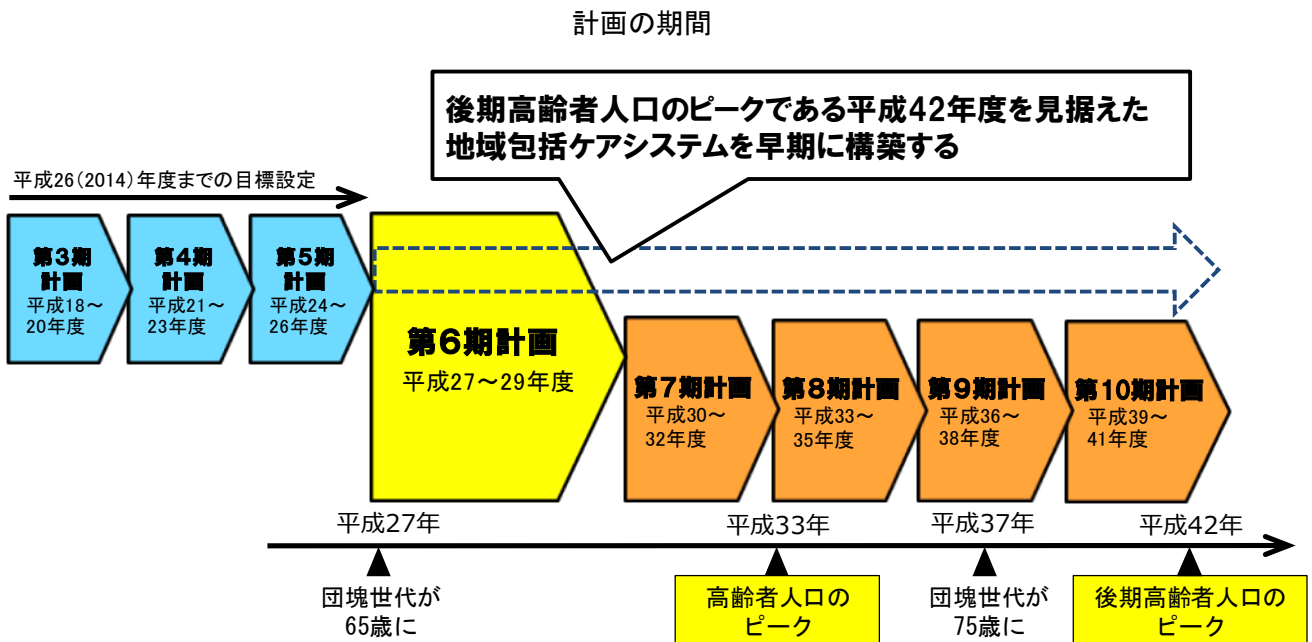 計画の期間
後期高齢者人口のピークである平成42年度を見据えた
地域包括ケアシステムを早期に構築する
平成26(2014)年度までの目標設定
第3期
計画
平成18～
20年度
第4期
計画
平成21～
23年度
第5期
計画
平成24～
26年度
第6期計画
平成27～29年度
第7期計画
平成30～
32年度
第8期計画
平成33～
35年度
第9期計画
平成36～
38年度
第10期計画
平成39～
41年度
平成27年
平成33年
平成37年
平成42年
団塊世代が
65歳に
高齢者人口の
ピーク
団塊世代が
75歳に
後期高齢者人口の
ピーク